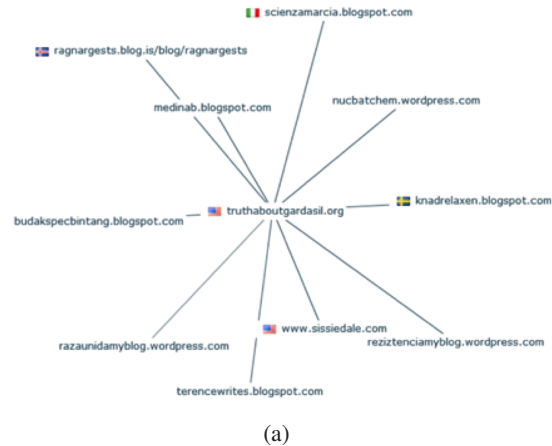 scienzamarcia.blogspot.com
ragnargests.blog.is/blog/ragnargests
medinab.blogspot.com
nucbatchem.wordpress.com
knadrelaxen.blogspot.com
truthaboutgardasil.org
budakspecbintang.blogspot.com
www.sissiedale.com
razaunidamyblog.wordpress.com
reziztenciamyblog.wordpress.com
terencewrites.blogspot.com
(a)